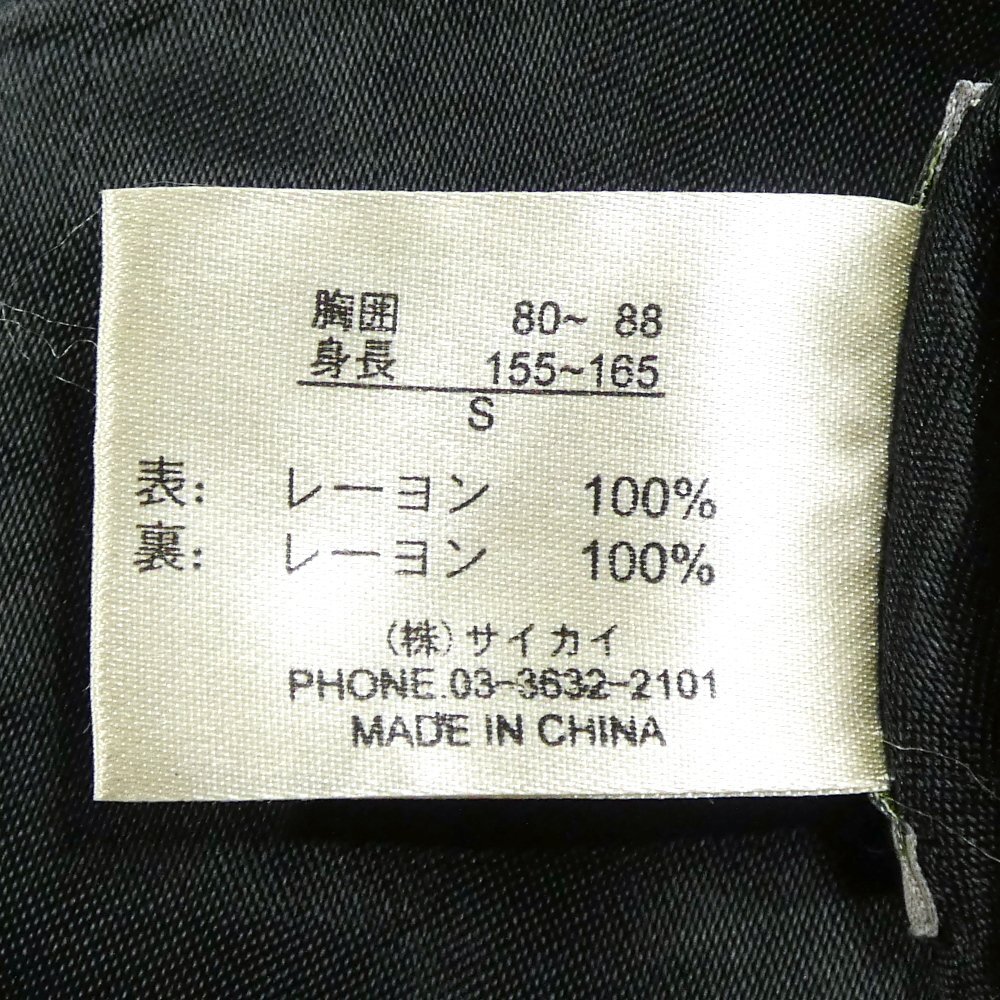 胸囲 80~ 88
身長 155~165
S
表: レーヨン 100%
裏: レーヨン 100%
(株)サイカイ
PHONE.03-3632-2101
MADE IN CHINA